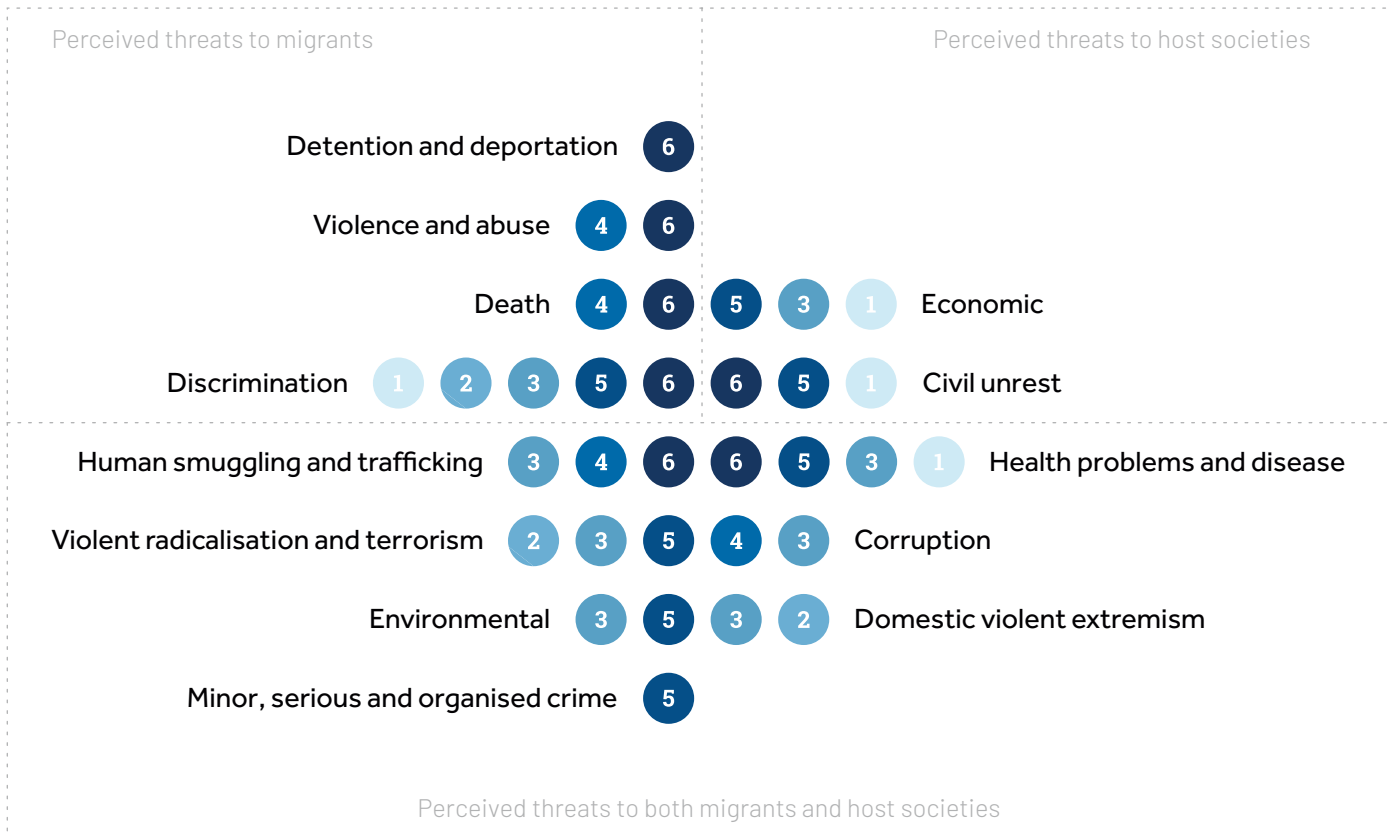 Perceived threats to migrants
Perceived threats to host societies
Detention and deportation 6
Violence and abuse 4 6
Death 4 6 5 3 1 Economic
Discrimination 1 2 3 5 6 6 5 1 Civil unrest
Human smuggling and trafficking 3 4 6 6 5 3 1 Health problems and disease
Violent radicalisation and terrorism 2 3 5 4 3 Corruption
Environmental 3 5 3 2 Domestic violent extremism
Minor, serious and organised crime 5
Perceived threats to both migrants and host societies